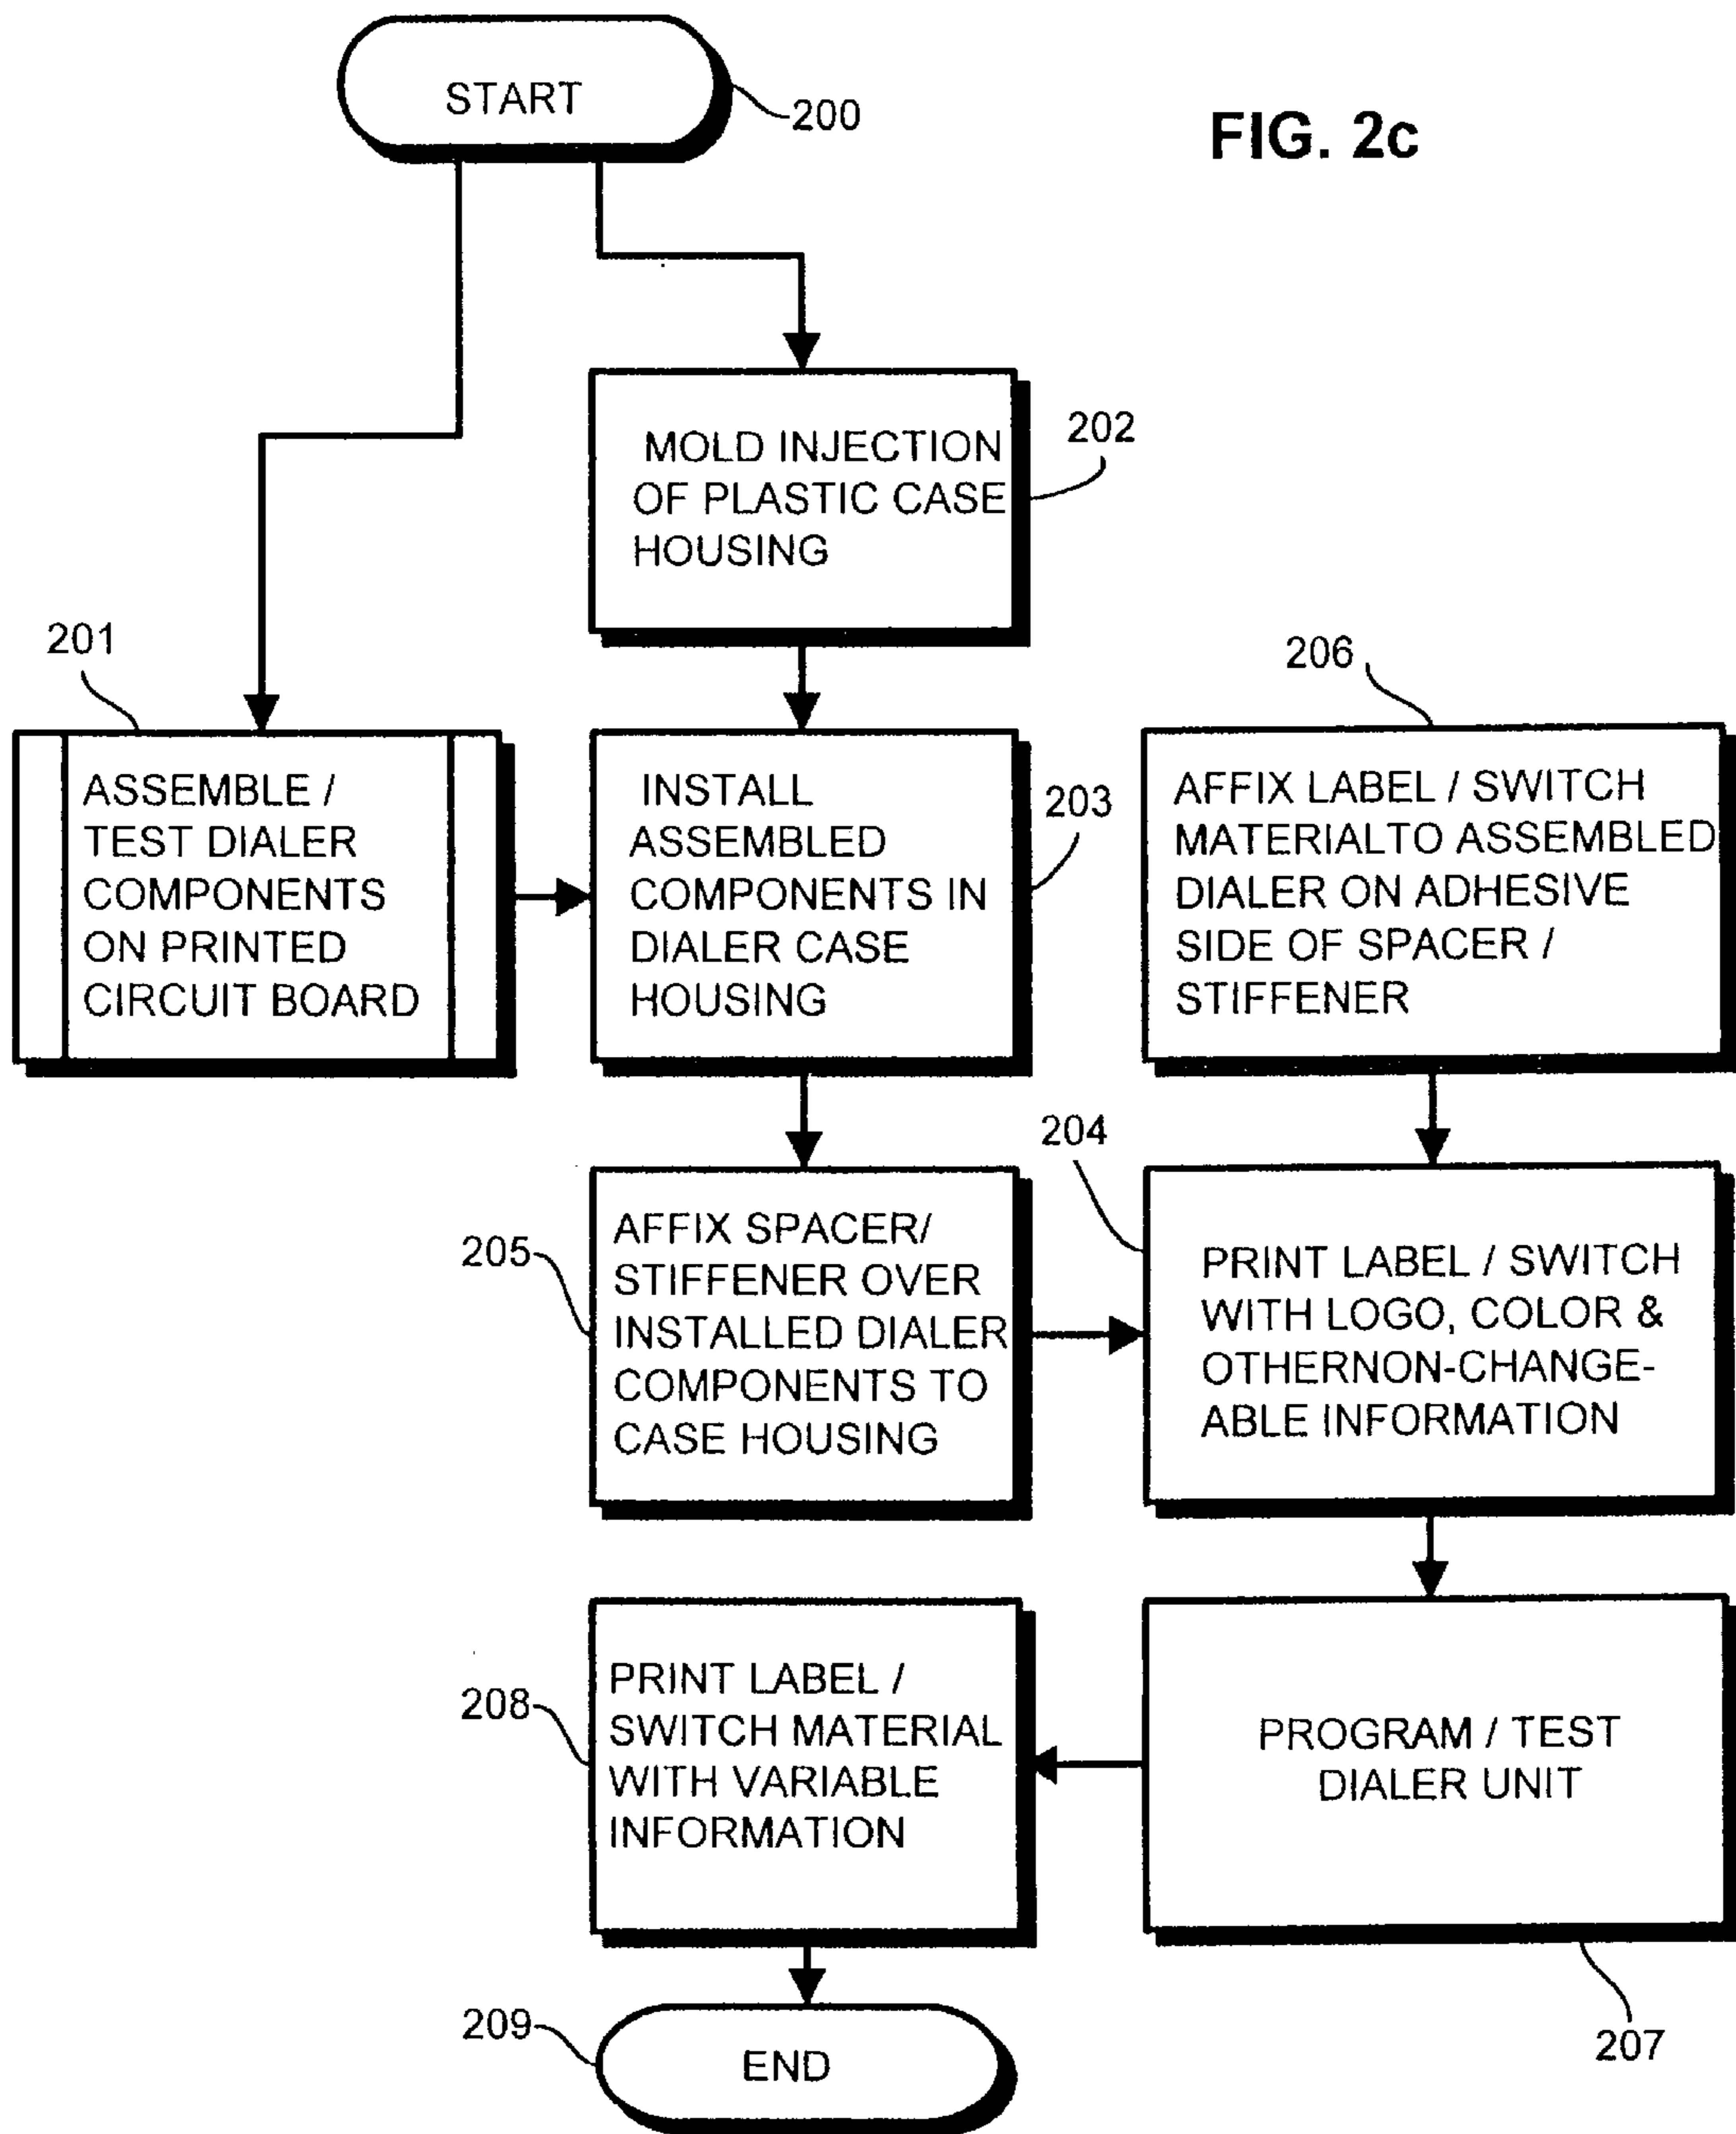 START
200
FIG. 2c
MOLD INJECTION
OF PLASTIC CASE
HOUSING
202
201
ASSEMBLE /
TEST DIALER
COMPONENTS
ON PRINTED
CIRCUIT BOARD
INSTALL
ASSEMBLED
COMPONENTS IN
DIALER CASE
HOUSING
203
206
AFFIX LABEL / SWITCH
MATERIALTO ASSEMBLED
DIALER ON ADHESIVE
SIDE OF SPACER /
STIFFENER
205
AFFIX SPACER/
STIFFENER OVER
INSTALLED DIALER
COMPONENTS TO
CASE HOUSING
204
PRINT LABEL / SWITCH
WITH LOGO, COLOR &
OTHERNON-CHANGE-
ABLE INFORMATION
208
PRINT LABEL /
SWITCH MATERIAL
WITH VARIABLE
INFORMATION
PROGRAM / TEST
DIALER UNIT
207
209
END